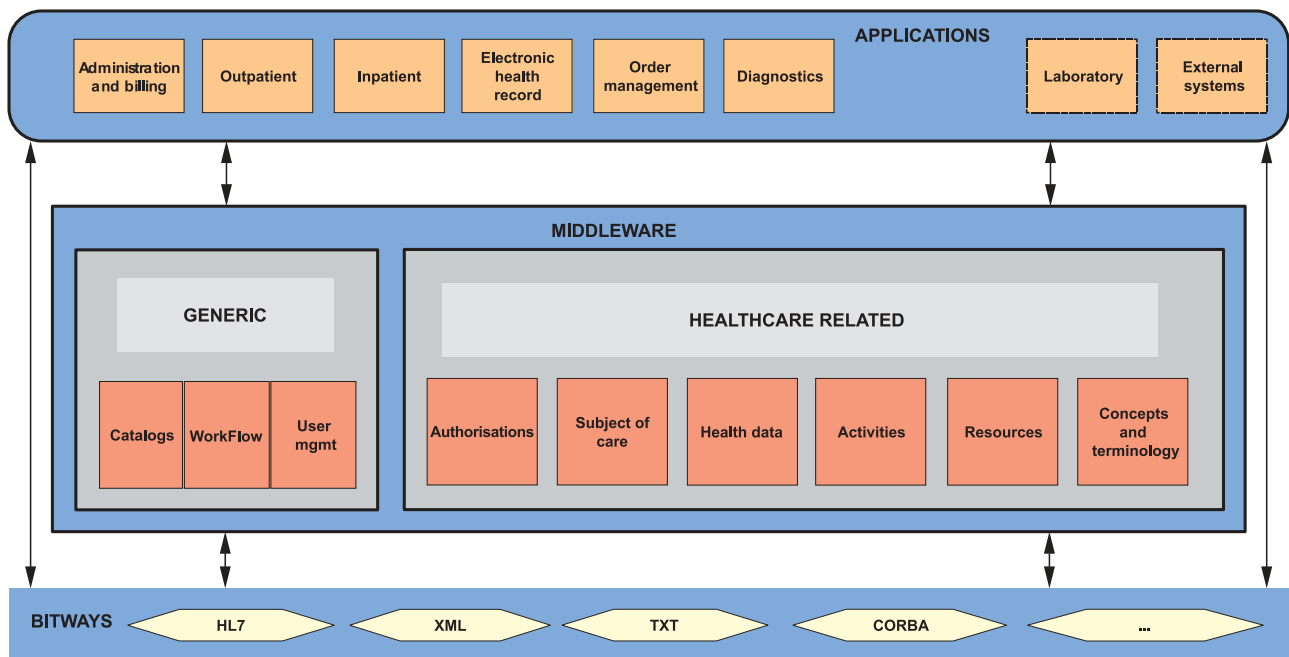 APPLICATIONS
Administration
and billing
Outpatient
Inpatient
Electronic
health
record
Order
management
Diagnostics
Laboratory
External
systems
MIDDLEWARE
GENERIC
HEALTHCARE RELATED
Catalogs
WorkFlow
User
mgmt
Authorisations
Subject of
care
Health data
Activities
Resources
Concepts
and
terminology
BITWAYS
HL7
XML
TXT
CORBA
...